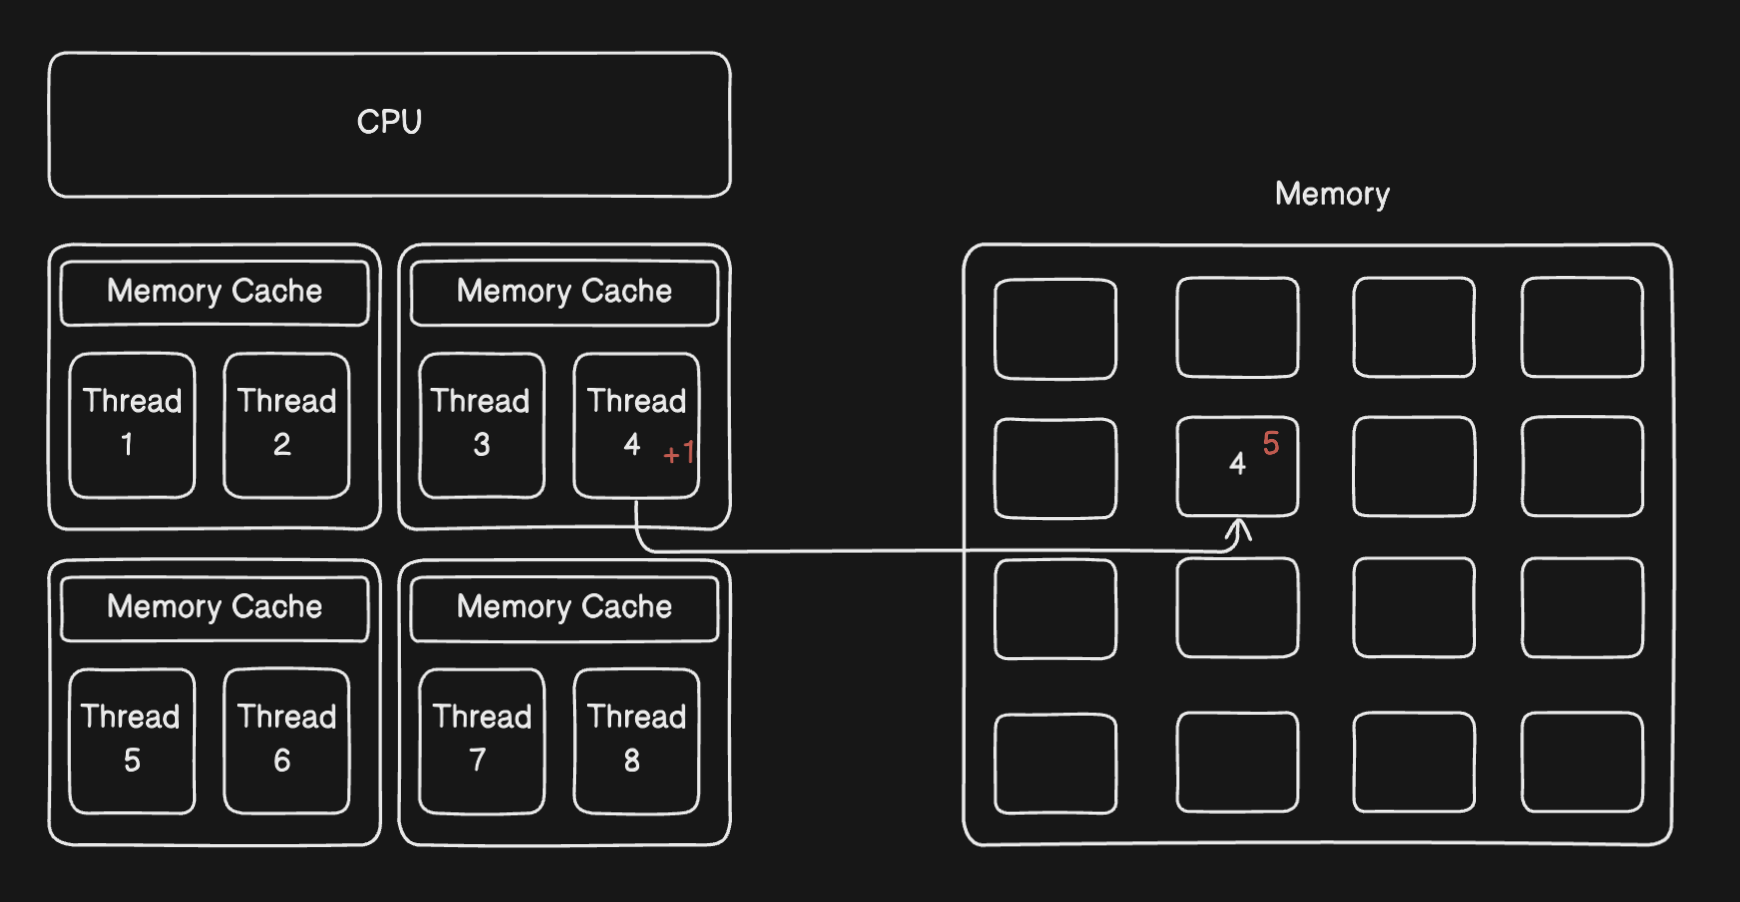 CPU
Memory
Memory Cache
Memory Cache
Thread
1
Thread
2
Thread
3
Thread
4 +1
4 5
Memory Cache
Memory Cache
Thread
5
Thread
6
Thread
7
Thread
8